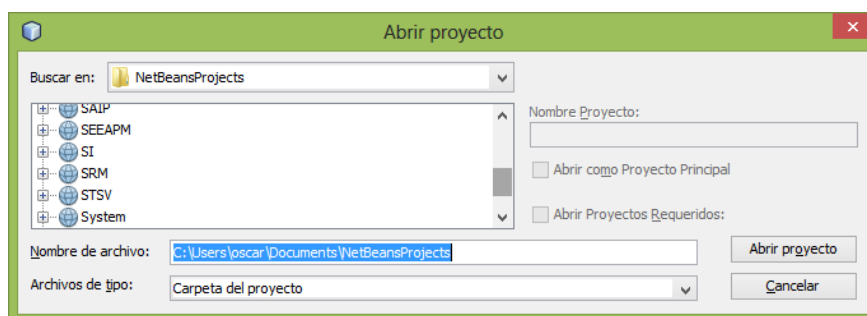 Abrir proyecto
Buscar en: NetBeansProjects
SAIP
SEEAPM
SI
SRM
STSV
System
Nombre Proyecto:
Abrir como Proyecto Principal
Abrir Proyectos Requeridos:
Nombre de archivo: C:\Users\oscar\Documents\NetBeansProjects
Abrir proyecto
Archivos de tipo: Carpeta del proyecto
Cancelar